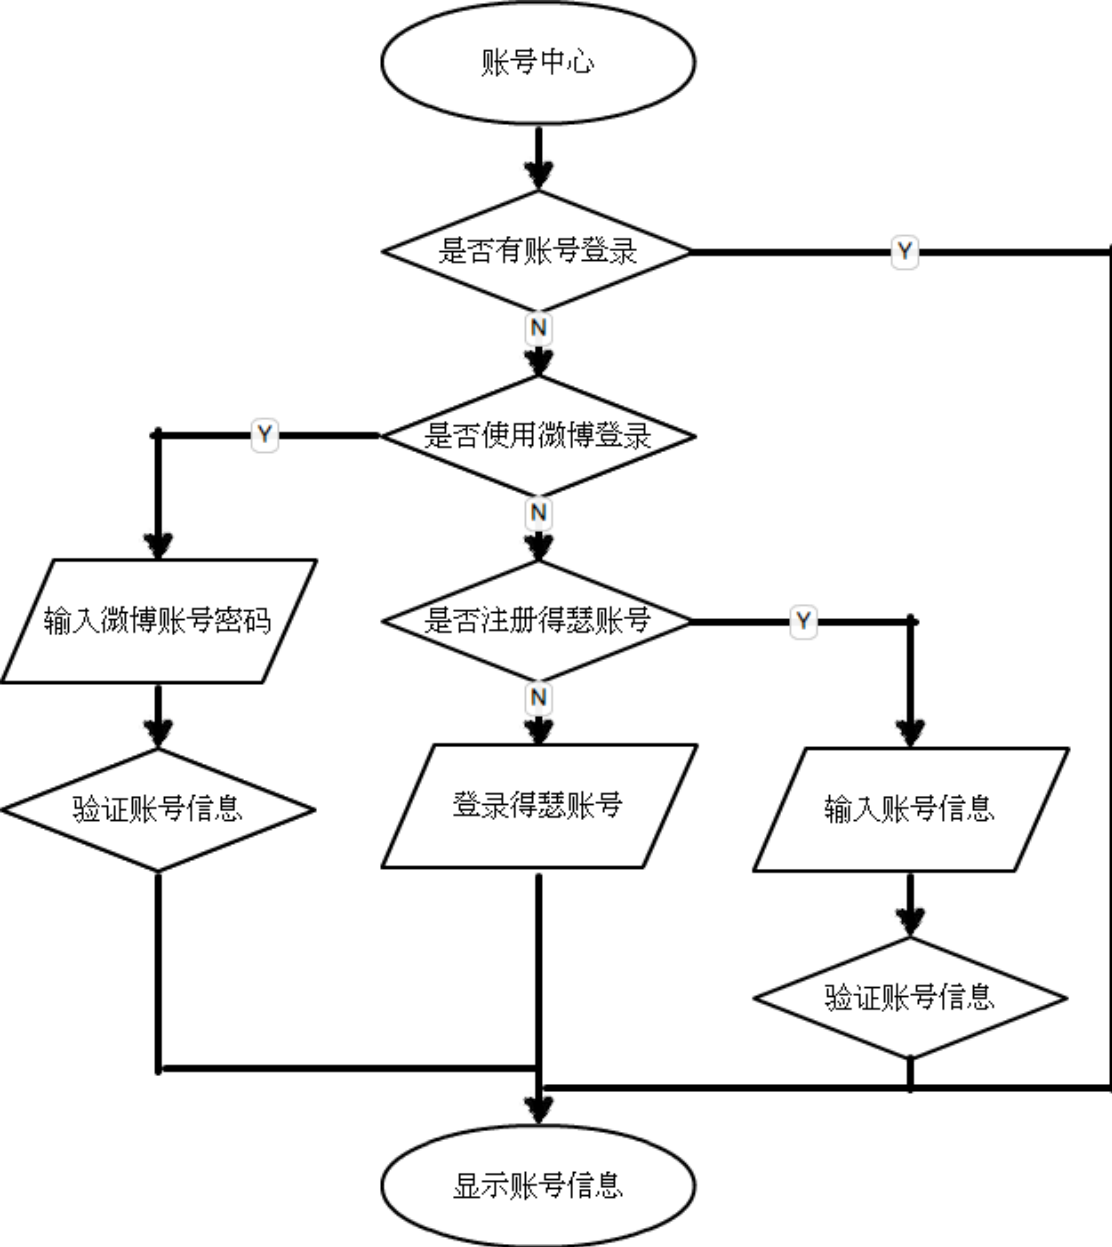 账号中心
是否有账号登录
Y
N
是否使用微博登录
Y
N
输入微博账号密码
是否注册得瑟账号
Y
N
验证账号信息
登录得瑟账号
输入账号信息
验证账号信息
显示账号信息